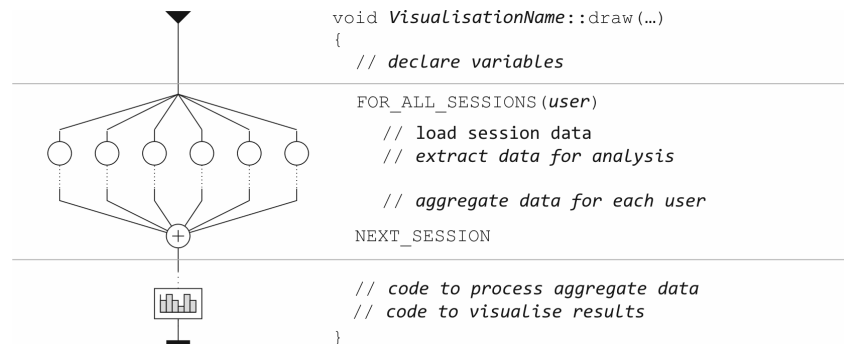 void VisualisationName::draw(…)
{
// declare variables
FOR_ALL_SESSIONS(user)
// load session data
// extract data for analysis
// aggregate data for each user
NEXT_SESSION
+
// code to process aggregate data
// code to visualise results
}